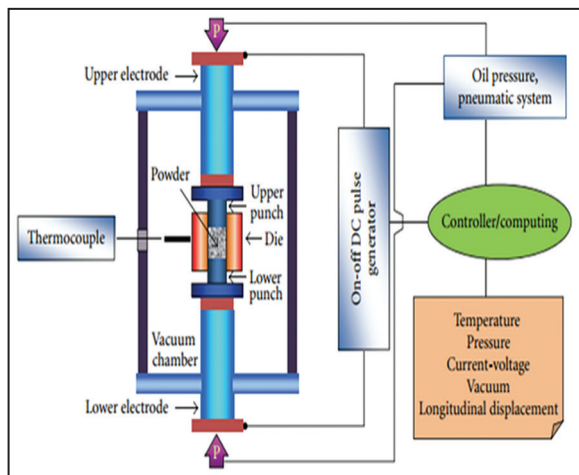 P
Upper electrode
Oil pressure,
pneumatic system
Powder
Upper
punch
Thermocouple
Die
On-off DC pulse
generator
Controller/computing
Lower
punch
Vacuum
chamber
Temperature
Pressure
Current-voltage
Vacuum
Longitudinal displacement
Lower electrode
P